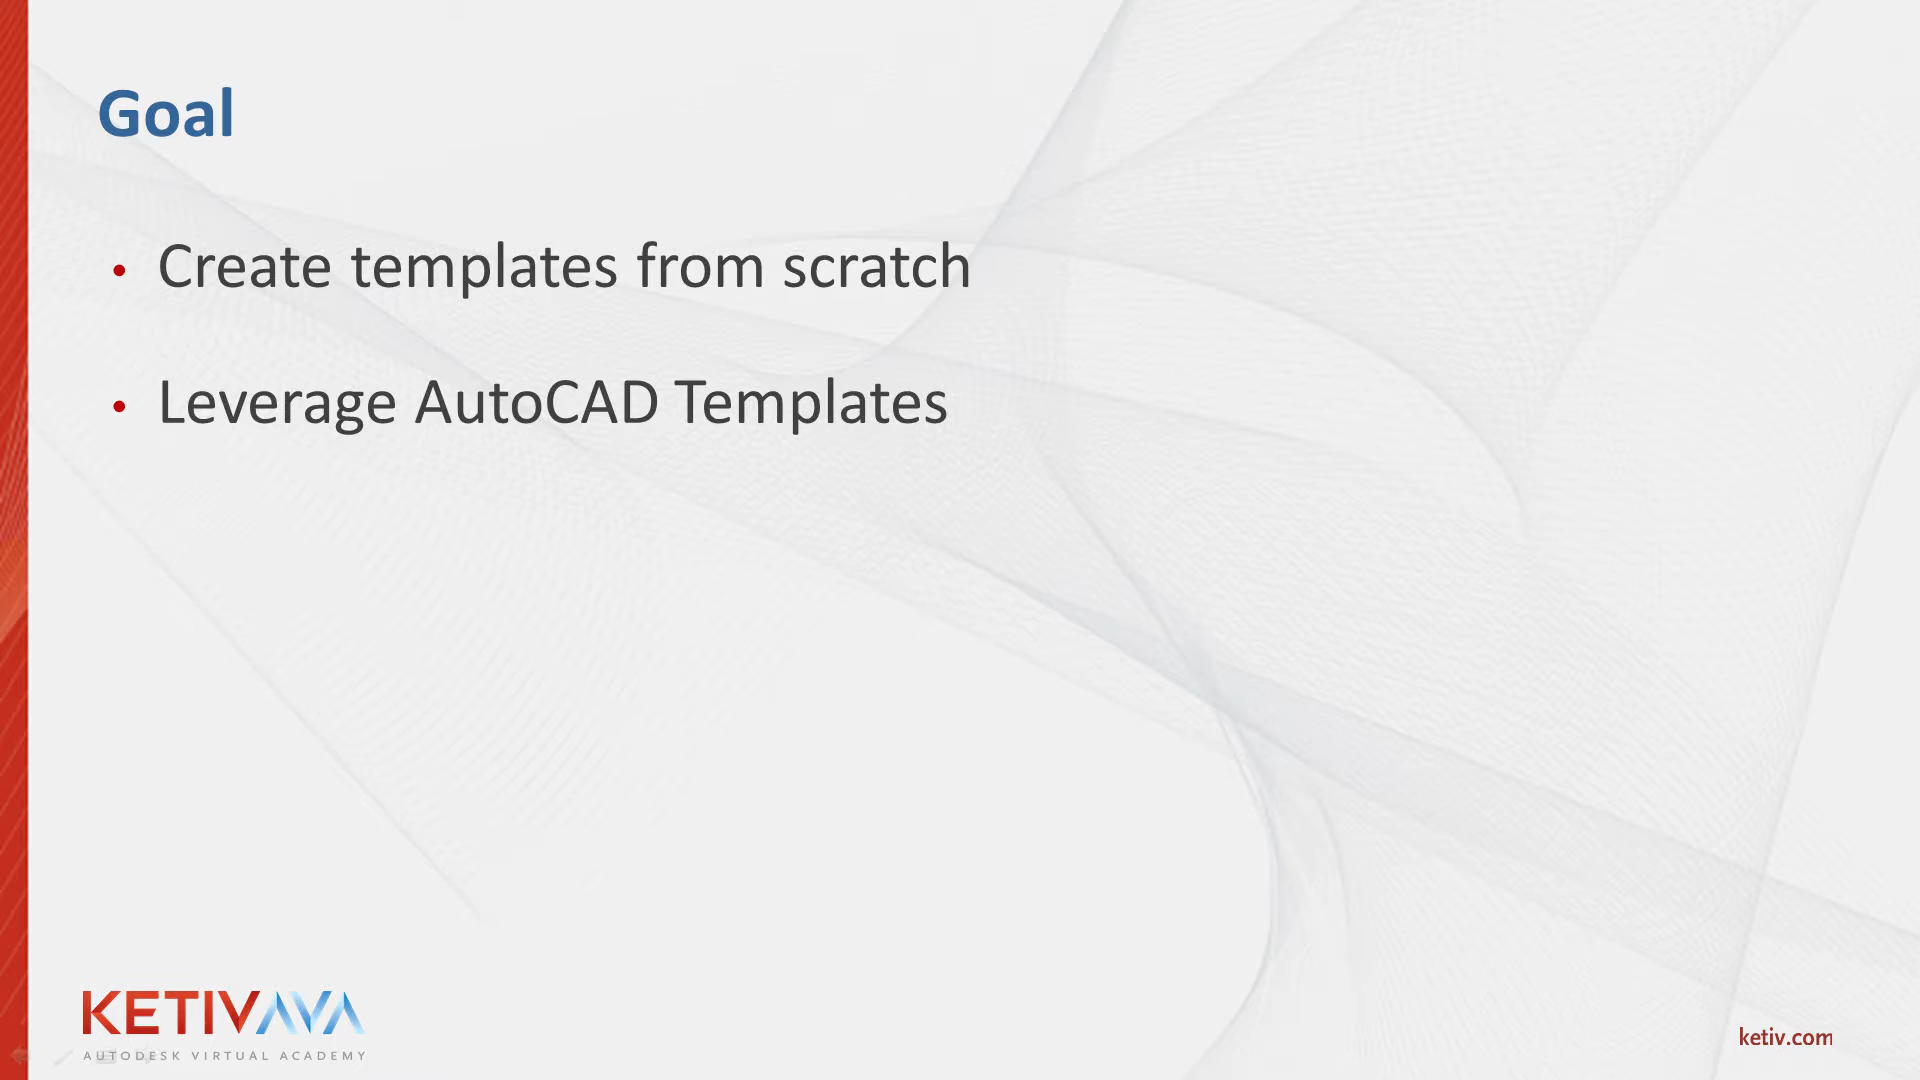 Goal
• Create templates from scratch
• Leverage AutoCAD Templates
KETIVAVA
AUTODESK VIRTUAL ACADEMY
ketiv.com